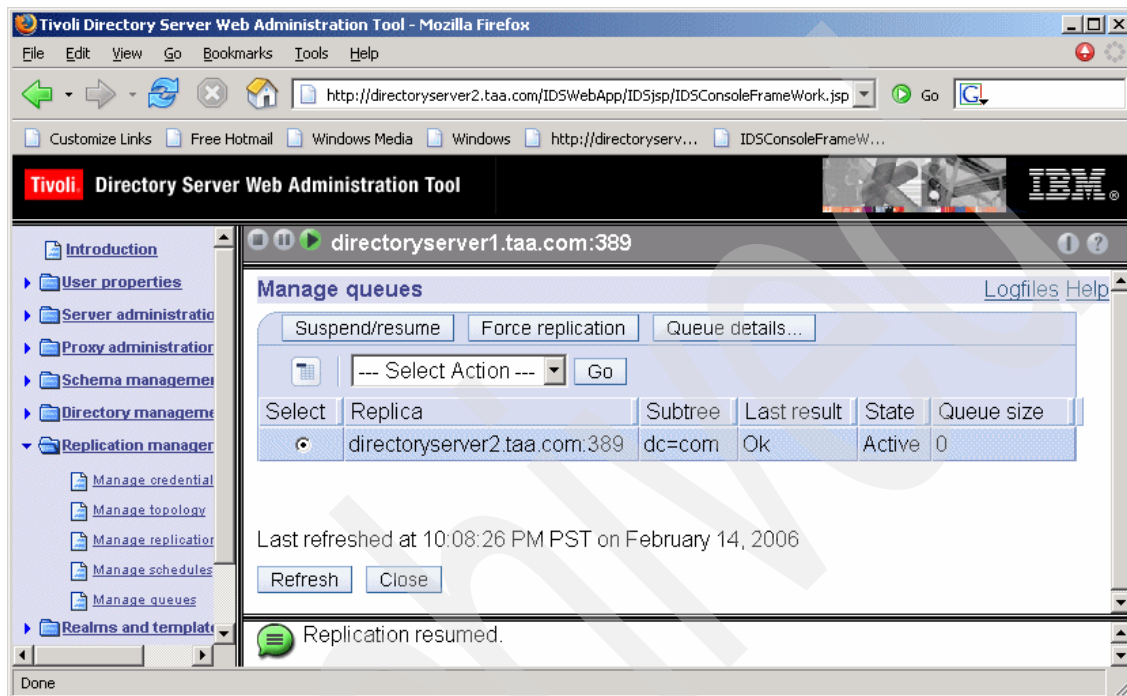 Tivoli Directory Server Web Administration Tool - Mozilla Firefox
File Edit View Go Bookmarks Tools Help
http://directoryserver2.taa.com/IDSWebApp/IDSjsp/IDSConsoleFrameWork.jsp Go G
Customize Links Free Hotmail Windows Media Windows http://directoryserv... IDSConsoleFrameW...
Tivoli. Directory Server Web Administration Tool IBM®
Introduction
User properties
Server administratio
Proxy administration
Schema managemen
Directory manageme
Replication manager
Manage credential
Manage topology
Manage replication
Manage schedules
Manage queues
Realms and template
directoryserver1.taa.com:389
Manage queues Logfiles Help
Suspend/resume Force replication Queue details...
--- Select Action --- Go
Select Replica Subtree Last result State Queue size
directoryserver2.taa.com:389 dc=com Ok Active 0
Last refreshed at 10:08:26 PM PST on February 14, 2006
Refresh Close
Replication resumed.
Done